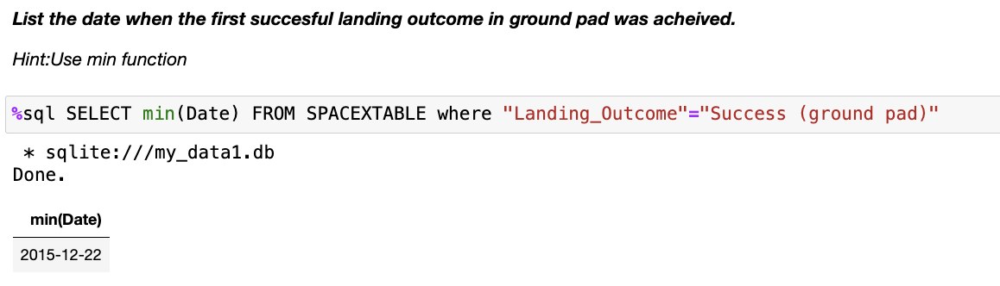 List the date when the first succesful landing outcome in ground pad was acheived.
Hint:Use min function
%sql SELECT min(Date) FROM SPACEXTABLE where "Landing_Outcome"="Success (ground pad)"
* sqlite:///my_data1.db
Done.
min(Date)
2015-12-22